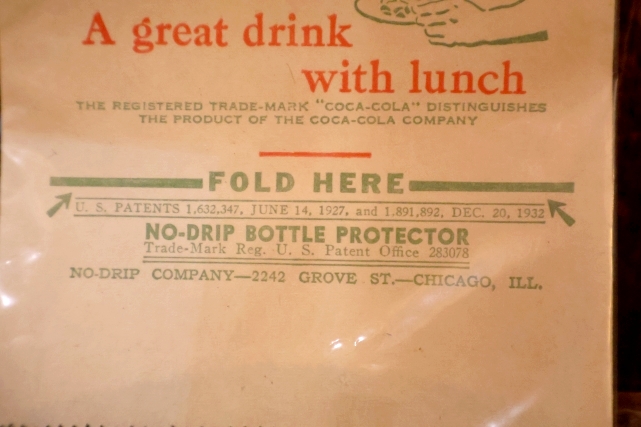 A great drink
with lunch
THE REGISTERED TRADE-MARK "COCA-COLA" DISTINGUISHES
THE PRODUCT OF THE COCA-COLA COMPANY
FOLD HERE
U. S. PATENTS 1,632,347, JUNE 14, 1927, and 1,891,892, DEC. 20, 1932
NO-DRIP BOTTLE PROTECTOR
Trade-Mark Reg. U. S. Patent Office 283078
NO-DRIP COMPANY—2242 GROVE ST.—CHICAGO, ILL.